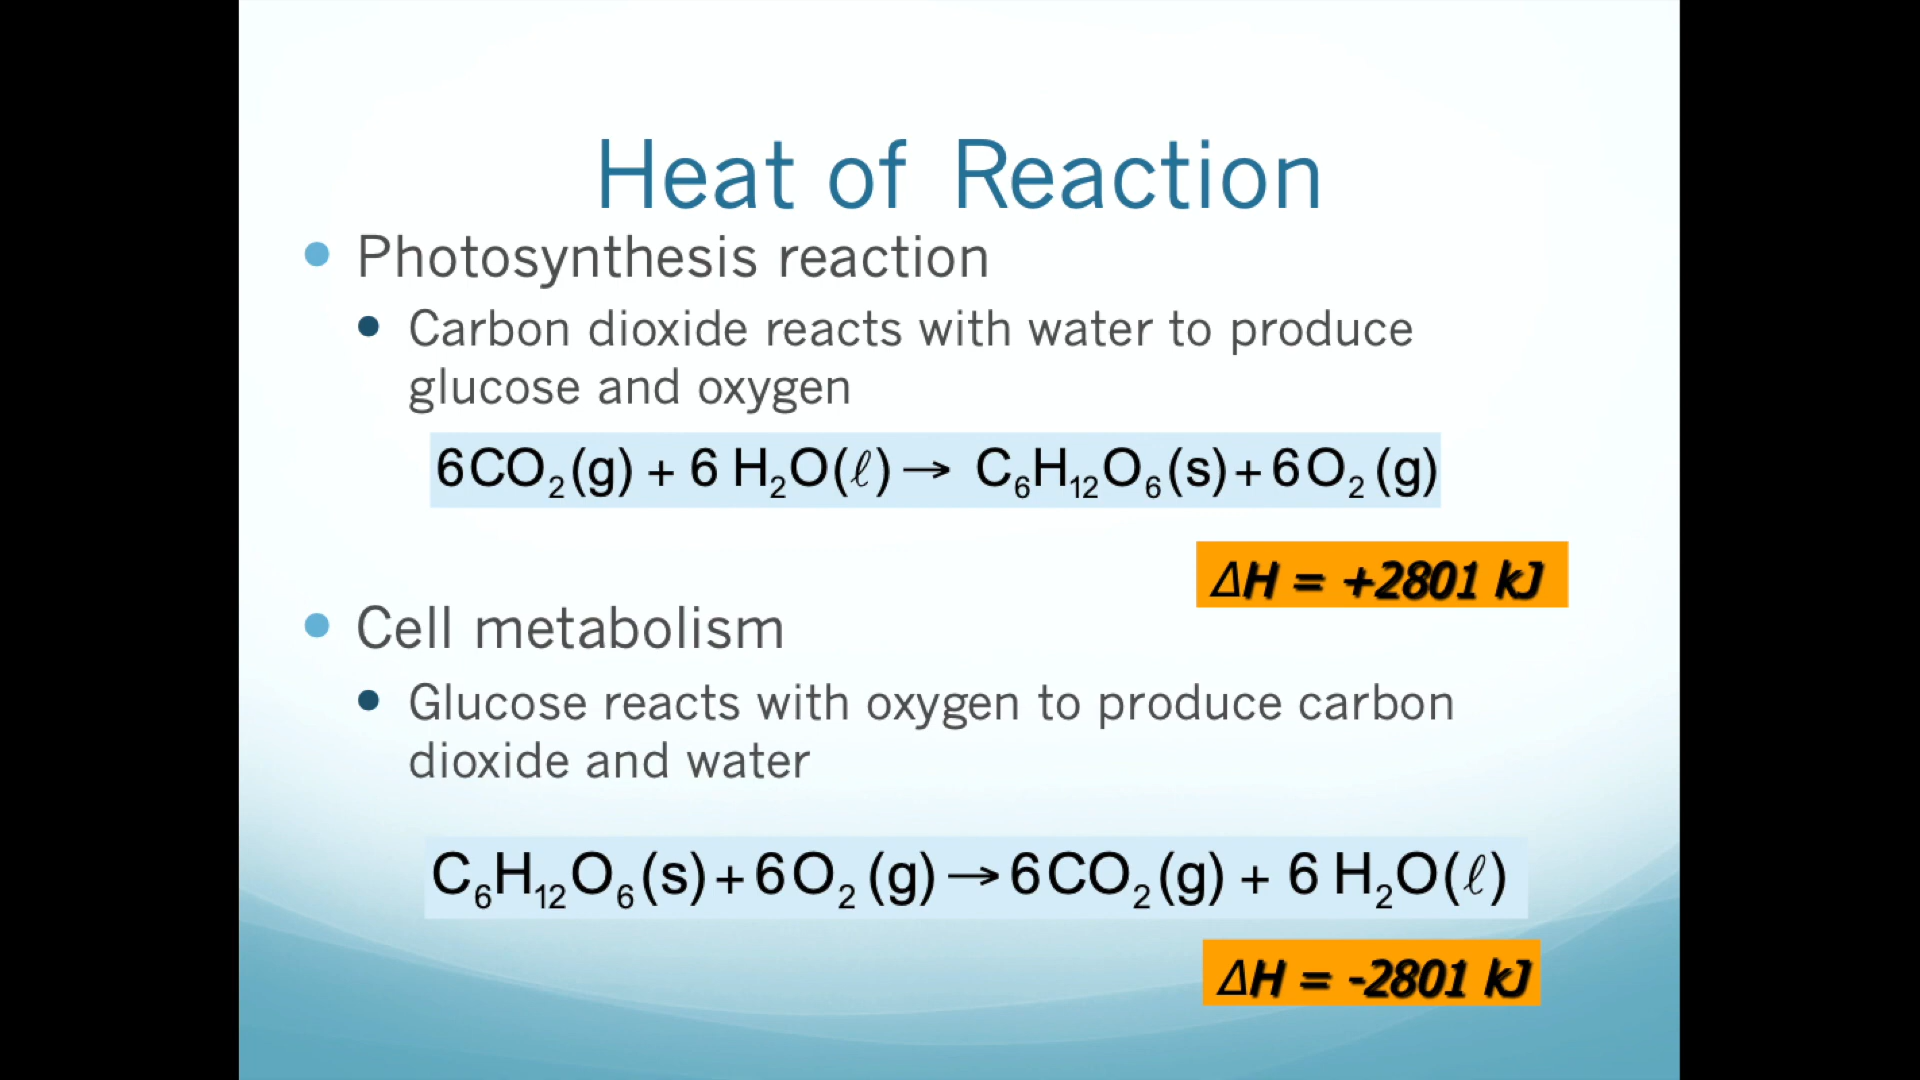 Heat of Reaction
Photosynthesis reaction
Carbon dioxide reacts with water to produce
glucose and oxygen
6CO₂(g) + 6 H₂O(ℓ) → C₆H₁₂O₆(s) + 6O₂(g)
ΔH = +2801 kJ
Cell metabolism
Glucose reacts with oxygen to produce carbon
dioxide and water
C₆H₁₂O₆(s) + 6O₂(g) → 6CO₂(g) + 6 H₂O(ℓ)
ΔH = -2801 kJ